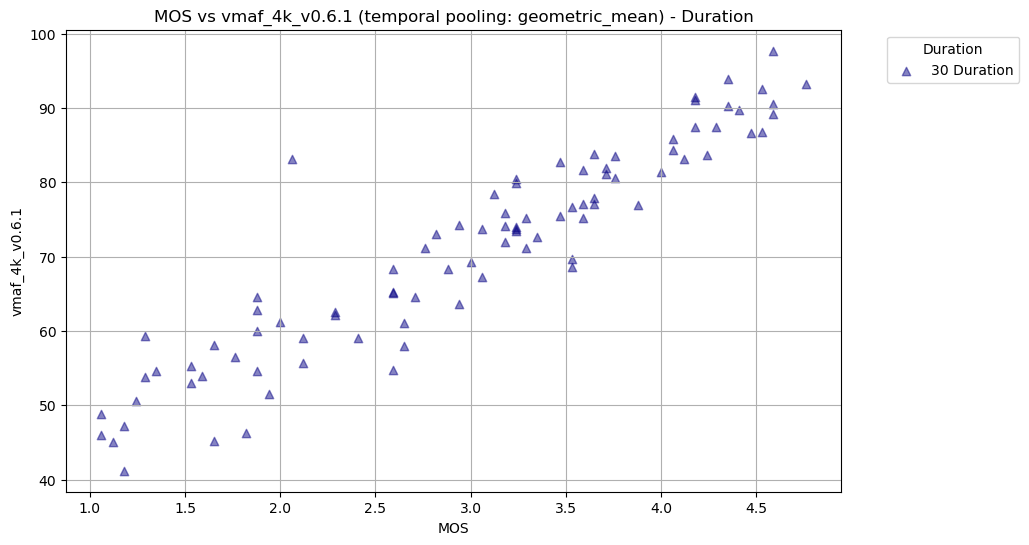 MOS vs vmaf_4k_v0.6.1 (temporal pooling: geometric_mean) - Duration
Duration
30 Duration
vmaf_4k_v0.6.1
100
90
80
70
60
50
40
1.0 1.5 2.0 2.5 3.0 3.5 4.0 4.5
MOS